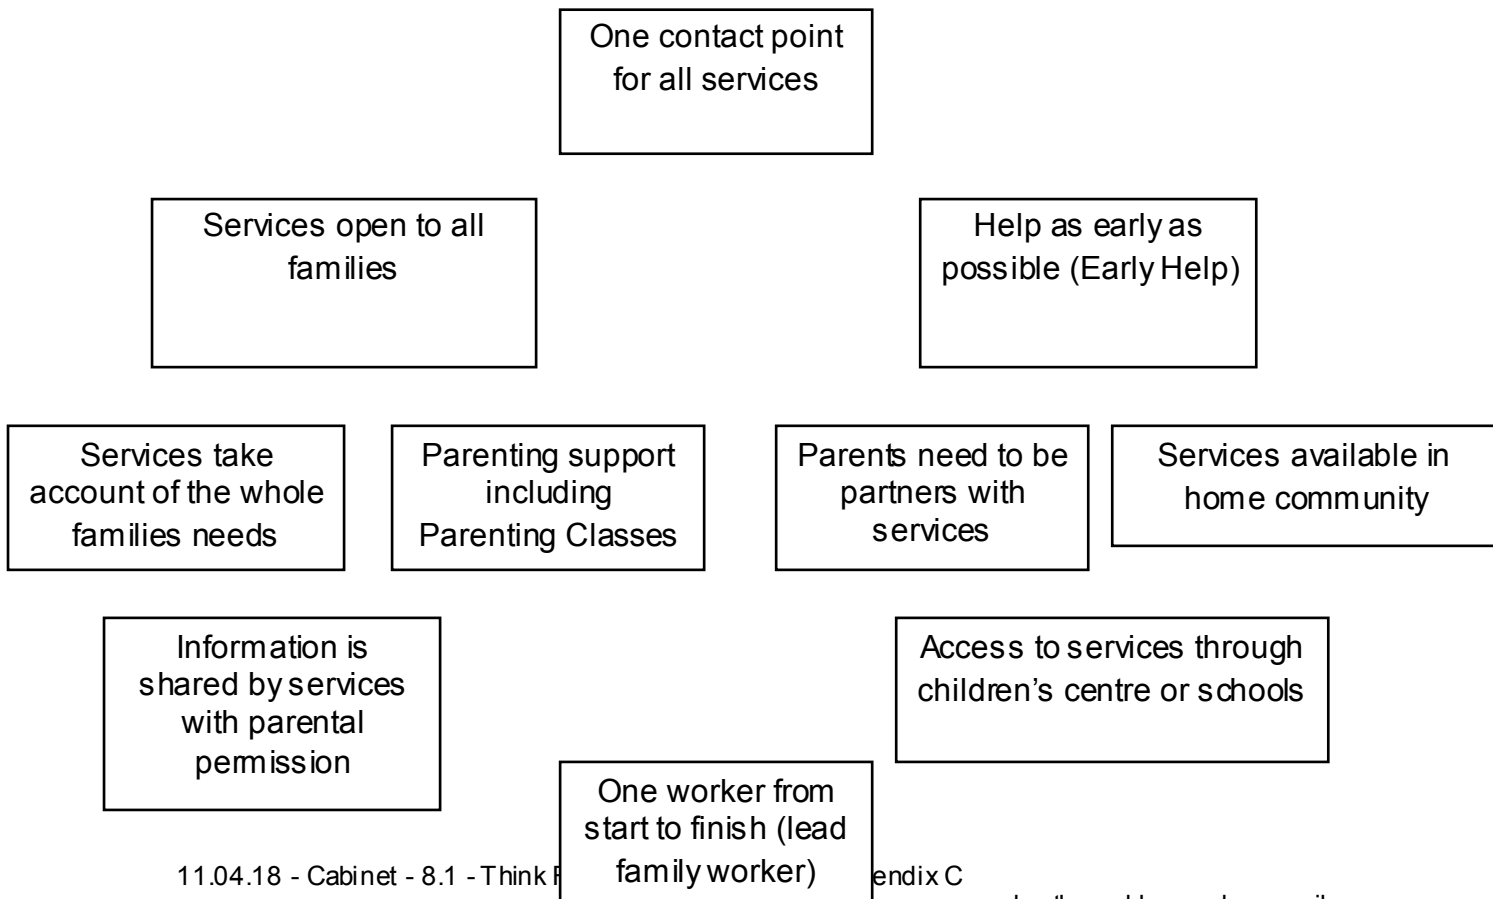 One contact point
for all services
Services open to all
families
Help as early as
possible (Early Help)
Services take
account of the whole
families needs
Parenting support
including
Parenting Classes
Parents need to be
partners with
services
Services available in
home community
Information is
shared by services
with parental
permission
Access to services through
children's centre or schools
One worker from
start to finish (lead
family worker)
11.04.18 - Cabinet - 8.1 - Think endix C